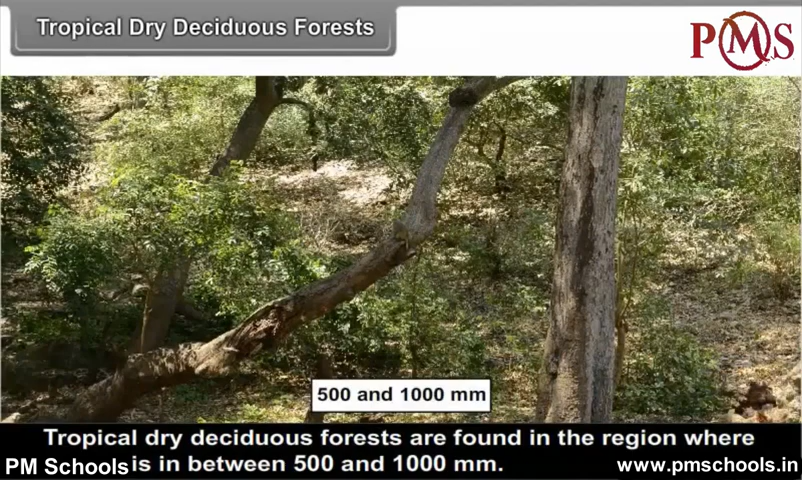 Tropical Dry Deciduous Forests
PMS
500 and 1000 mm
Tropical dry deciduous forests are found in the region where
is in between 500 and 1000 mm.
PM Schools
www.pmschools.in